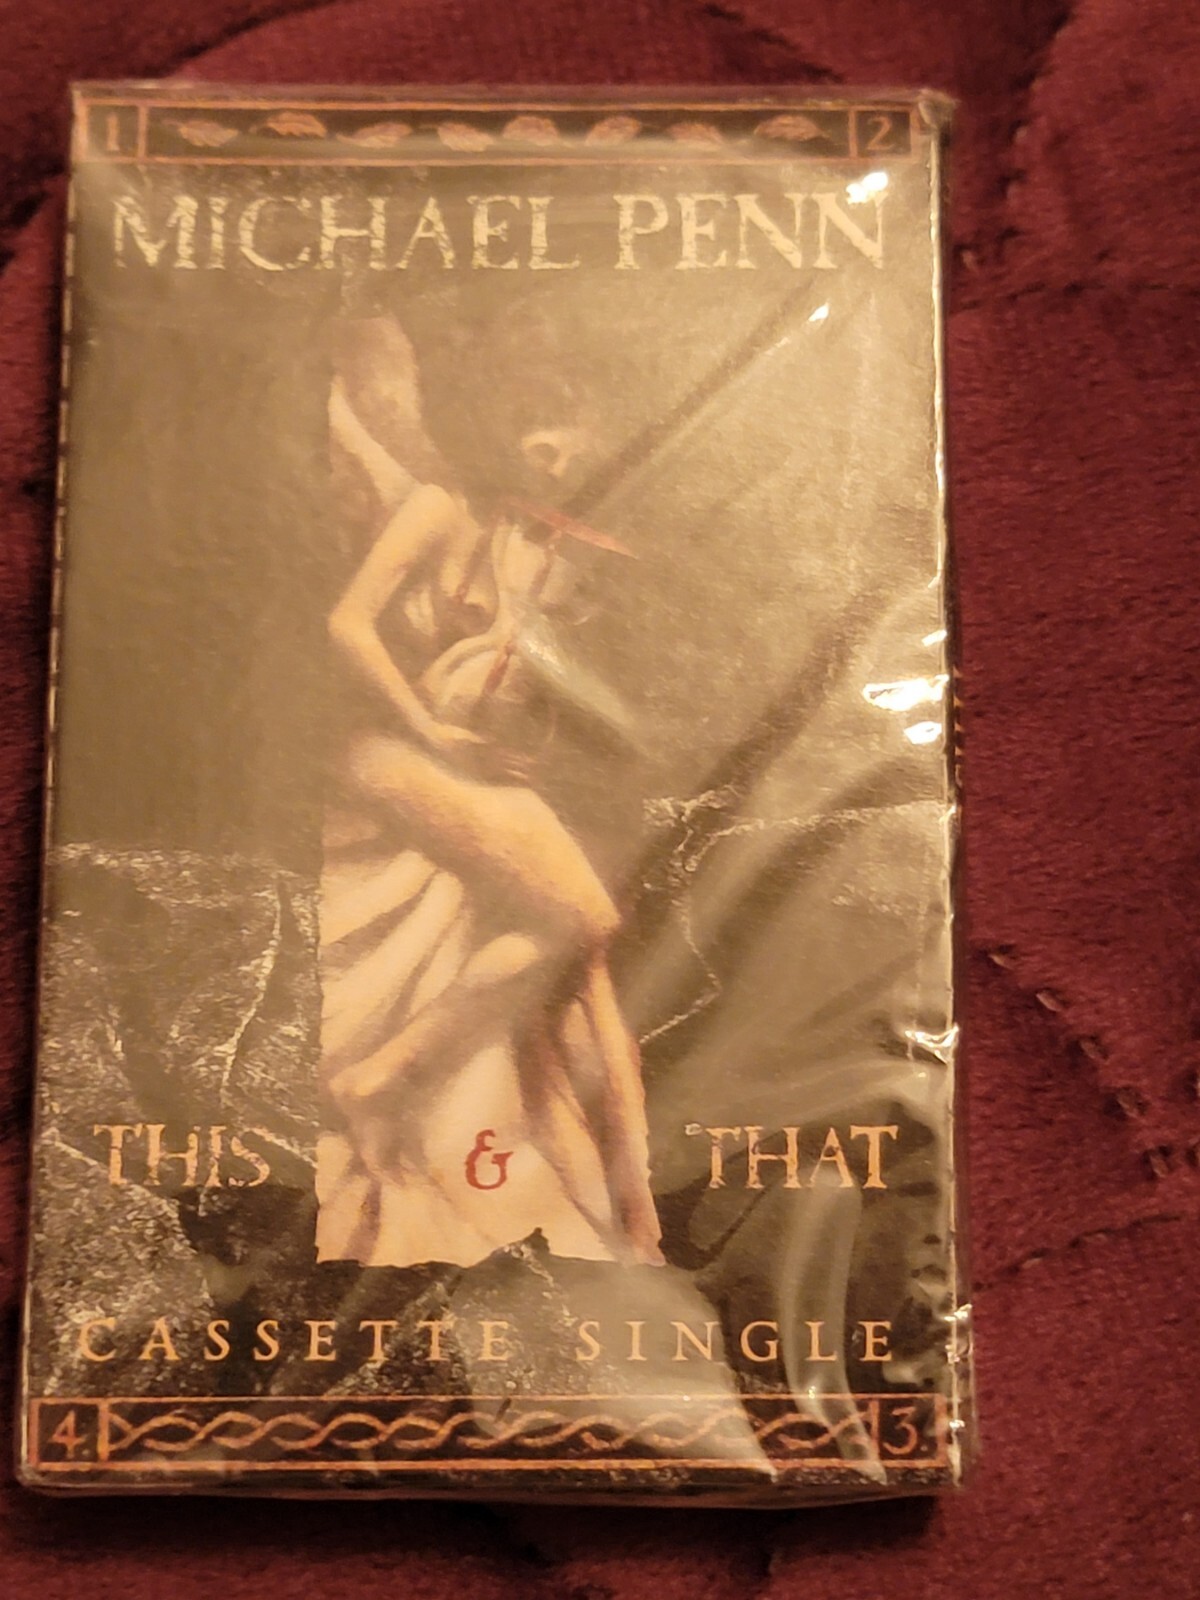 1. 2.
MICHAEL PENN
THIS & THAT
CASSETTE SINGLE
4. 3.